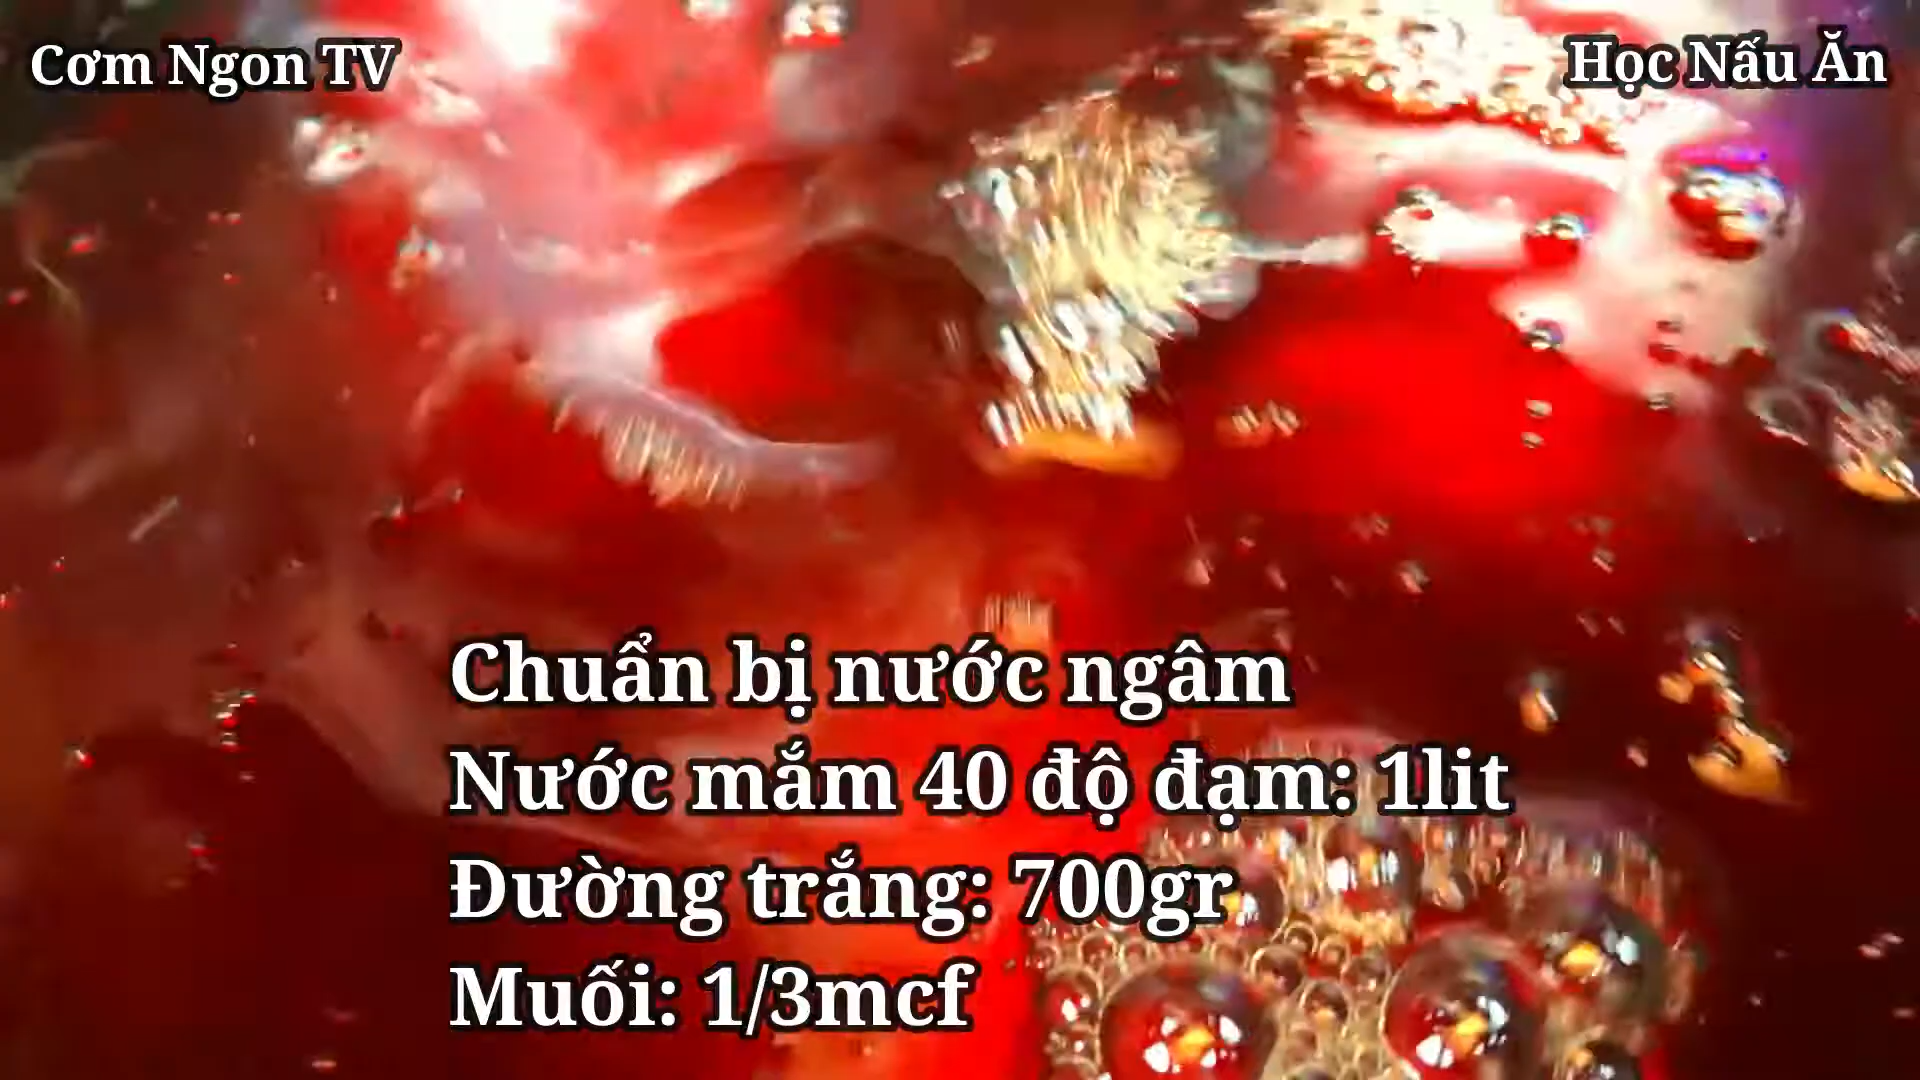 Cơm Ngon TV
Học Nấu Ăn
Chuẩn bị nước ngâm
Nước mắm 40 độ đạm: 1lit
Đường trắng: 700gr
Muối: 1/3mcf